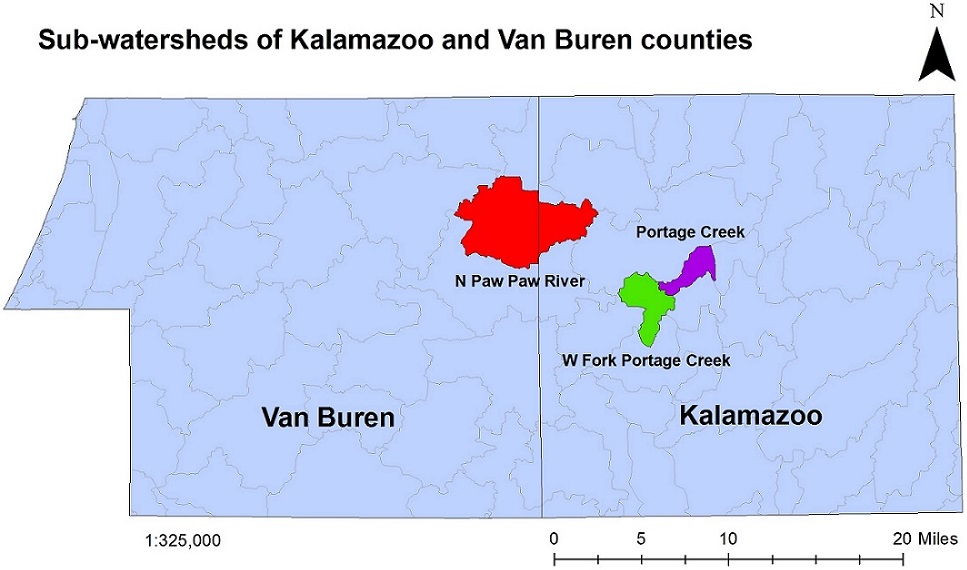 N
Sub-watersheds of Kalamazoo and Van Buren counties
Portage Creek
N Paw Paw River
W Fork Portage Creek
Van Buren
Kalamazoo
1:325,000
0 5 10 20 Miles